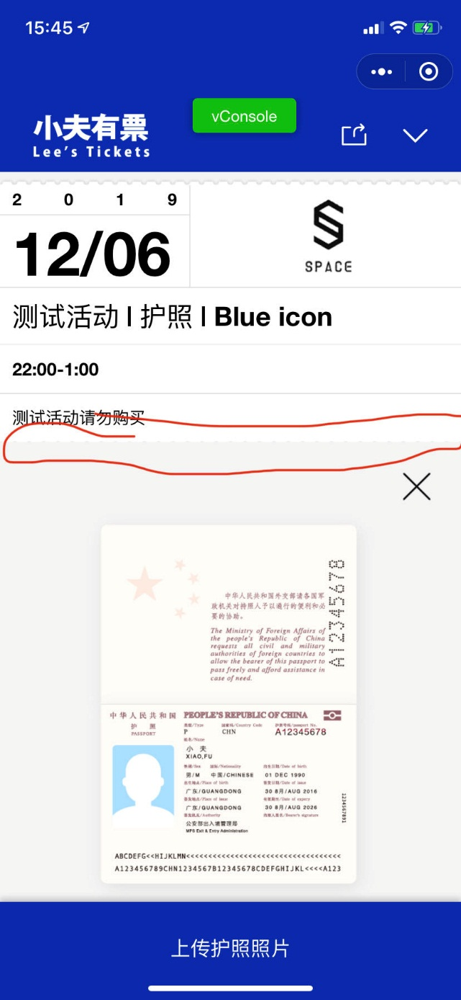 15:45
vConsole
小夫有票
Lee's Tickets
2 0 1 9
12/06
SPACE
测试活动 | 护照 | Blue icon
22:00-1:00
测试活动请勿购买
中华人民共和国外交部请各国军
政机关对持照人予以通行的便利和必
要的协助。
The Ministry of Foreign Affairs of
the people's Republic of China
requests all civil and military
authorities of foreign countries to
allow the bearer of this passport to
pass freely and afford assistance in
case of need.
A12345678
中华人民共和国 PEOPLE'S REPUBLIC OF CHINA
护 照
PASSPORT
类型/Type 国家码/Country Code 护照号码/passport No.
P CHN A12345678
姓名/Name
小 夫
XIAO,FU
性别/Sex 国籍/Nationality 出生日期/Date of birth
男/M 中国/CHINESE 01 DEC 1990
出生地点/Place of birth 签发日期/Date of issue
广东/GUANGDONG 30 8月/AUG 2016
签发地点/Place of issue 有效期至/Date of expiry
广东/GUANGDONG 30 8月/AUG 2026
签发机关/Authority 持照人签名/Bearer's signature
公安部出入境管理局
MPS Exit & Entry Administration
1234567891
ABCDEFG<<HIJKLMN<<<<<<<<<<<<<<<<<<<<<<<<<<<<<<<<<<
A123456789CHN1234567B12345678CDEFGHIJKL<<<<A123
上传护照照片